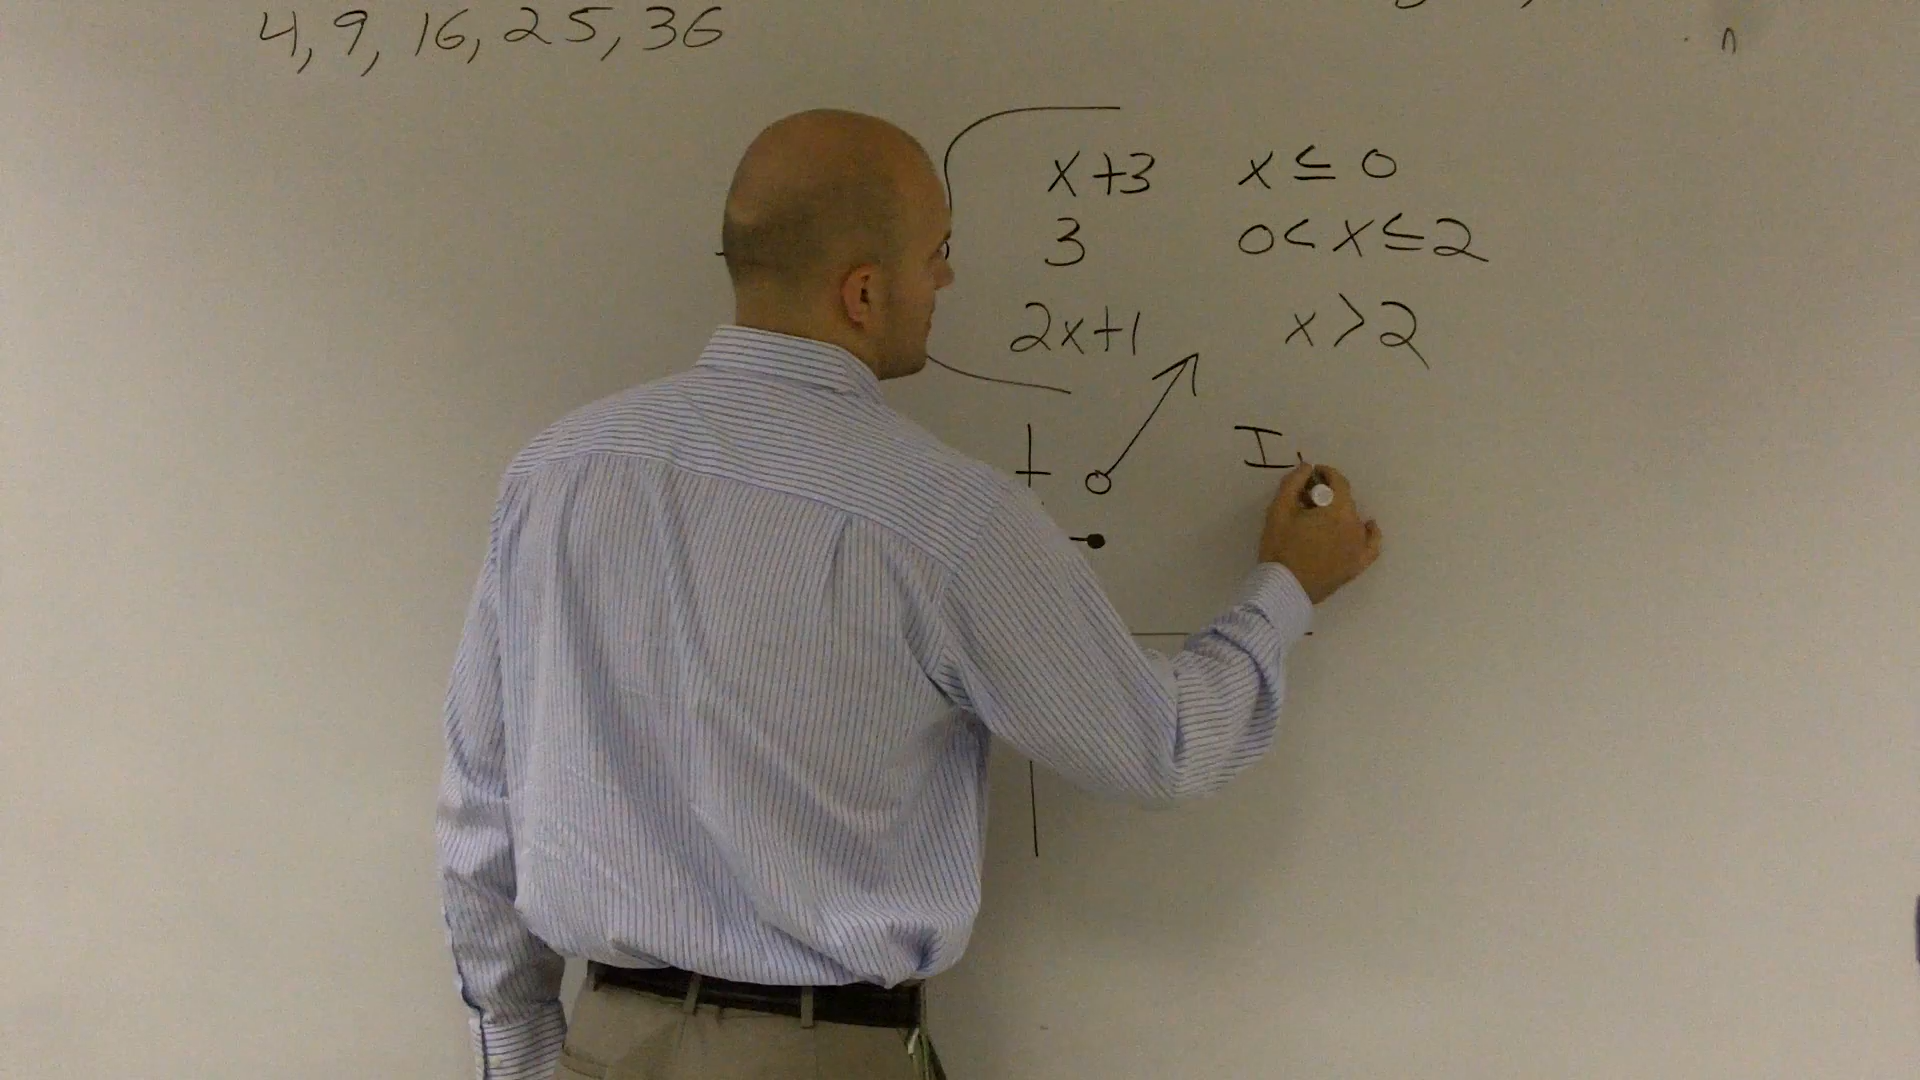 4, 9, 16, 25, 36
n
x+3 x ≤ 0
3 0 < x ≤ 2
2x+1 x > 2
I